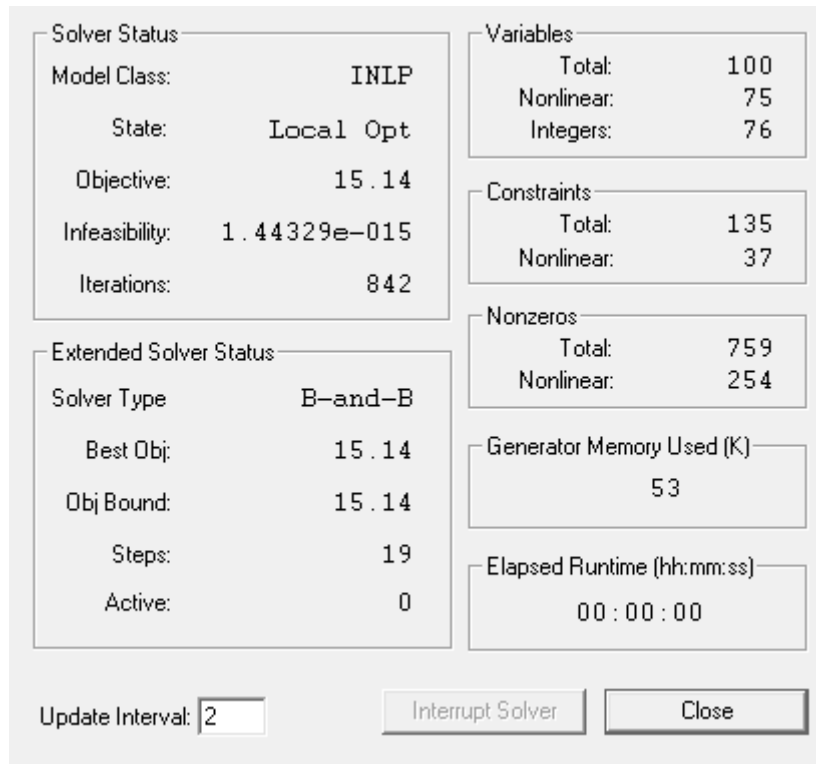 Solver Status
Model Class: INLP
State: Local Opt
Objective: 15.14
Infeasibility: 1.44329e-015
Iterations: 842
Extended Solver Status
Solver Type B-and-B
Best Obj: 15.14
Obj Bound: 15.14
Steps: 19
Active: 0
Variables
Total: 100
Nonlinear: 75
Integers: 76
Constraints
Total: 135
Nonlinear: 37
Nonzeros
Total: 759
Nonlinear: 254
Generator Memory Used (K)
53
Elapsed Runtime (hh:mm:ss)
00:00:00
Update Interval: 2
Interrupt Solver
Close